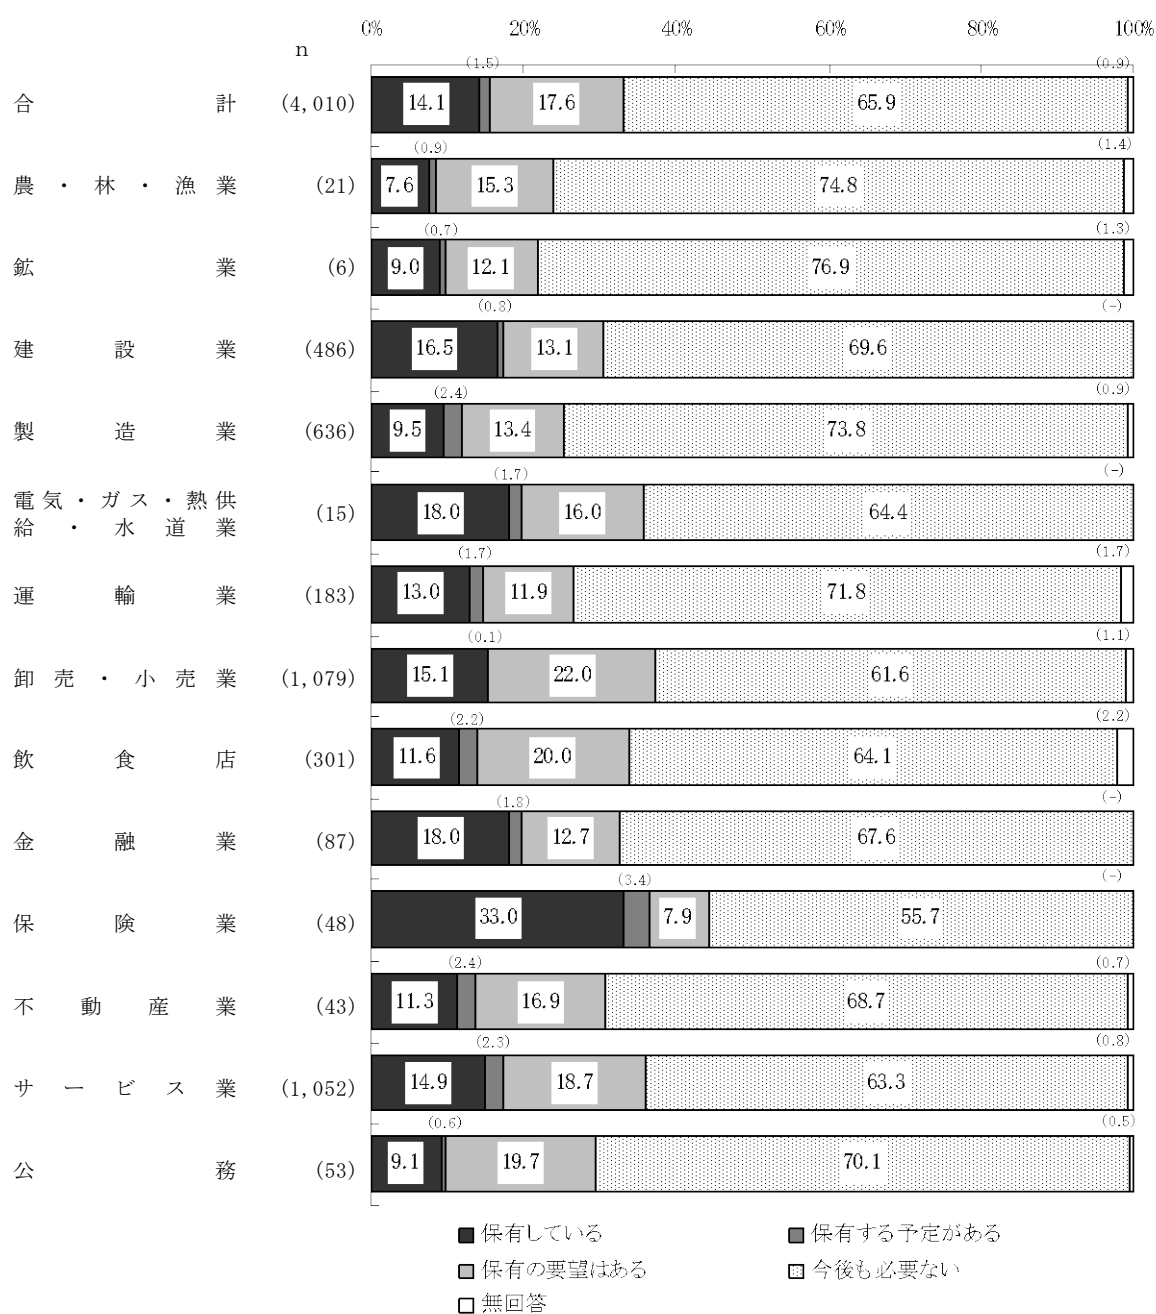 0% 20% 40% 60% 80% 100%
n
(1.5) (0.9)
合計 (4,010) 14.1 17.6 65.9
(0.9) (1.4)
農・林・漁業 (21) 7.6 15.3 74.8
(0.7) (1.3)
鉱業 (6) 9.0 12.1 76.9
(0.8) (-)
建設業 (486) 16.5 13.1 69.6
(2.4) (0.9)
製造業 (636) 9.5 13.4 73.8
(1.7) (-)
電気・ガス・熱供
給・水道業 (15) 18.0 16.0 64.4
(1.7) (1.7)
運輸業 (183) 13.0 11.9 71.8
(0.1) (1.1)
卸売・小売業 (1,079) 15.1 22.0 61.6
(2.2) (2.2)
飲食店 (301) 11.6 20.0 64.1
(1.8) (-)
金融業 (87) 18.0 12.7 67.6
(3.4) (-)
保険業 (48) 33.0 7.9 55.7
(2.4) (0.7)
不動産業 (43) 11.3 16.9 68.7
(2.3) (0.8)
サービス業 (1,052) 14.9 18.7 63.3
(0.6) (0.5)
公務 (53) 9.1 19.7 70.1
保有している 保有する予定がある
保有の要望はある 今後も必要ない
無回答